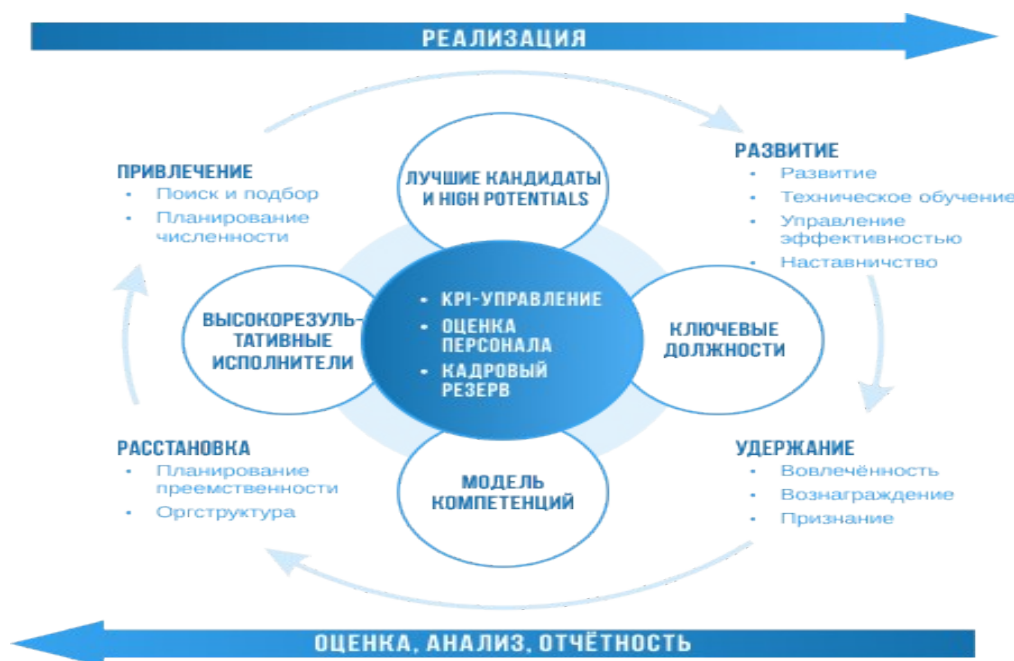 РЕАЛИЗАЦИЯ
ПРИВЛЕЧЕНИЕ
• Поиск и подбор
• Планирование
численности
ЛУЧШИЕ КАНДИДАТЫ
И HIGH POTENTIALS
РАЗВИТИЕ
• Развитие
• Техническое обучение
• Управление
эффективностью
• Наставничество
ВЫСОКОРЕЗУЛЬ-
ТАТИВНЫЕ
ИСПОЛНИТЕЛИ
• KPI-УПРАВЛЕНИЕ
• ОЦЕНКА
ПЕРСОНАЛА
• КАДРОВЫЙ
РЕЗЕРВ
КЛЮЧЕВЫЕ
ДОЛЖНОСТИ
РАССТАНОВКА
• Планирование
преемственности
• Оргструктура
МОДЕЛЬ
КОМПЕТЕНЦИЙ
УДЕРЖАНИЕ
• Вовлечённость
• Вознаграждение
• Признание
ОЦЕНКА, АНАЛИЗ, ОТЧЁТНОСТЬ